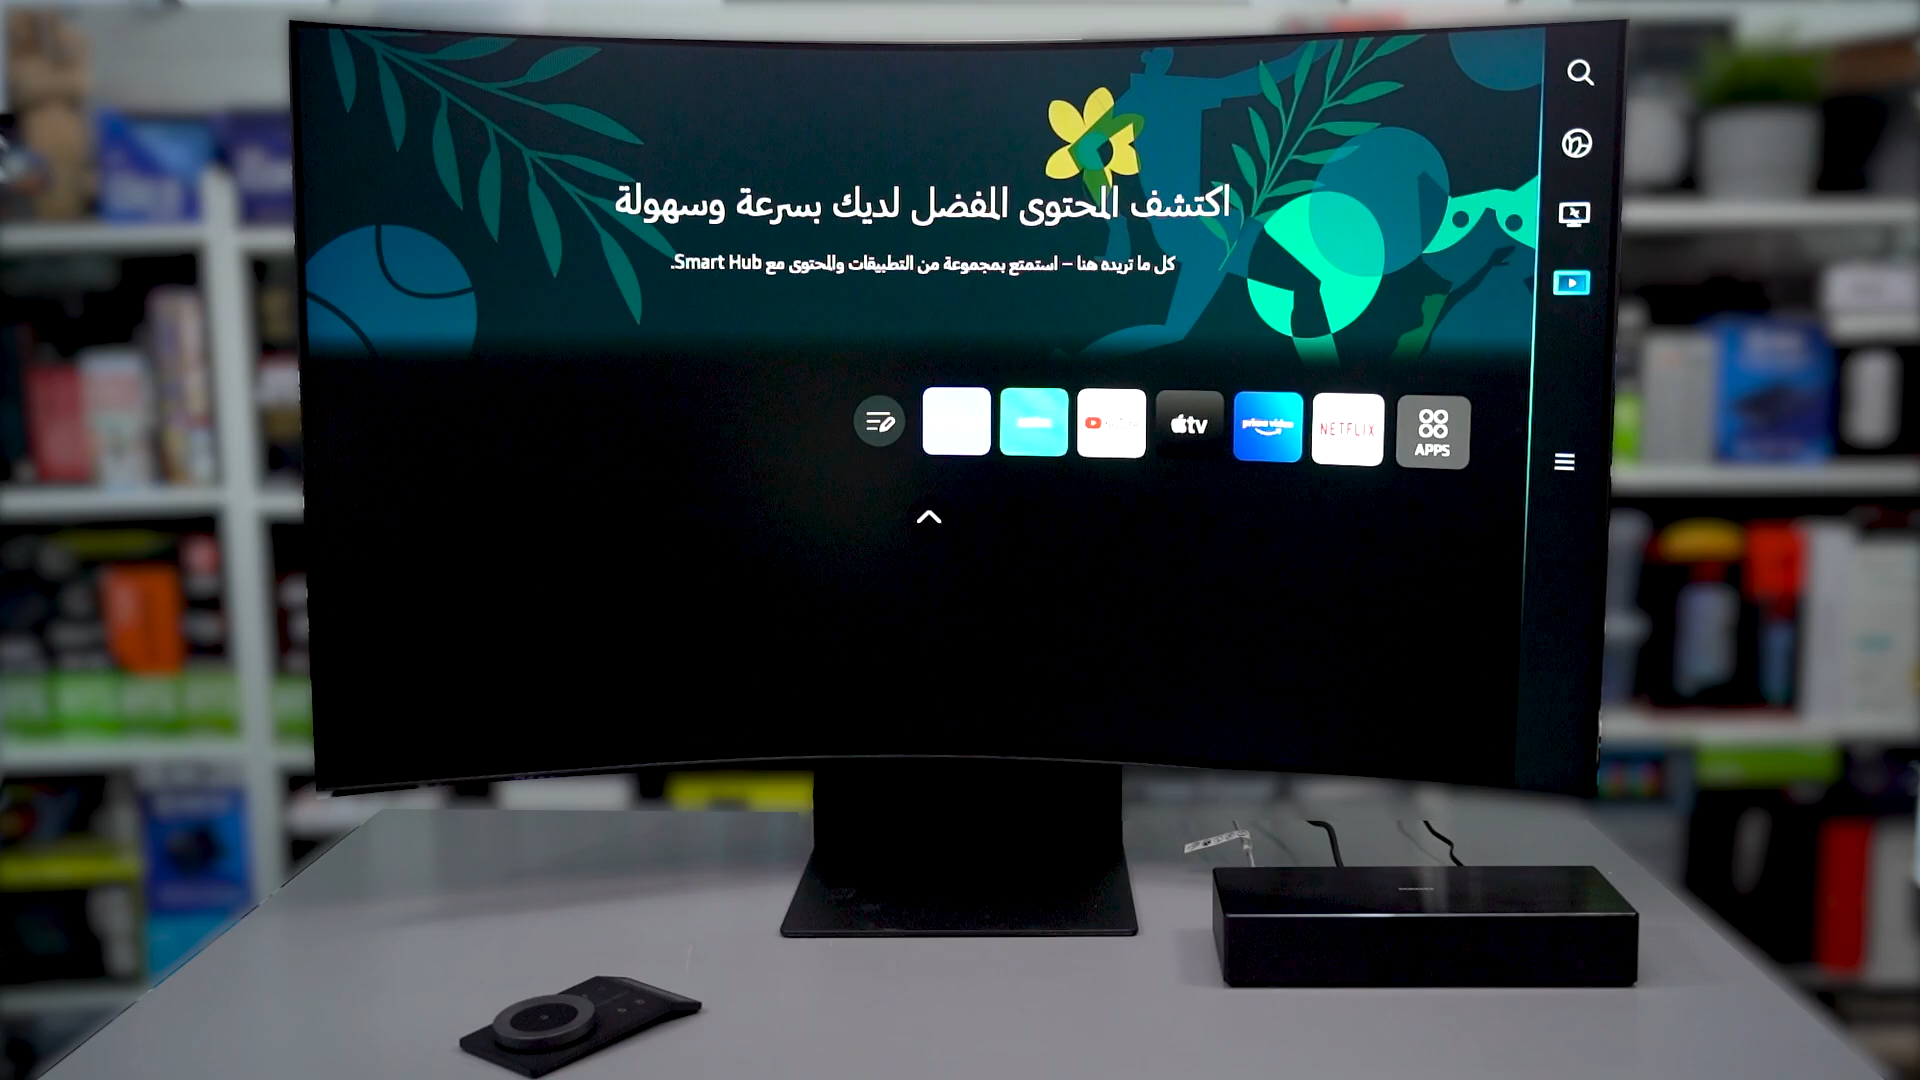 اكتشف المحتوى المفضل لديك بسرعة وسهولة
كل ما تريده هنا – استمتع بمجموعة من التطبيقات والمحتوى مع Smart Hub.
APPS
NETFLIX
prime video
tv